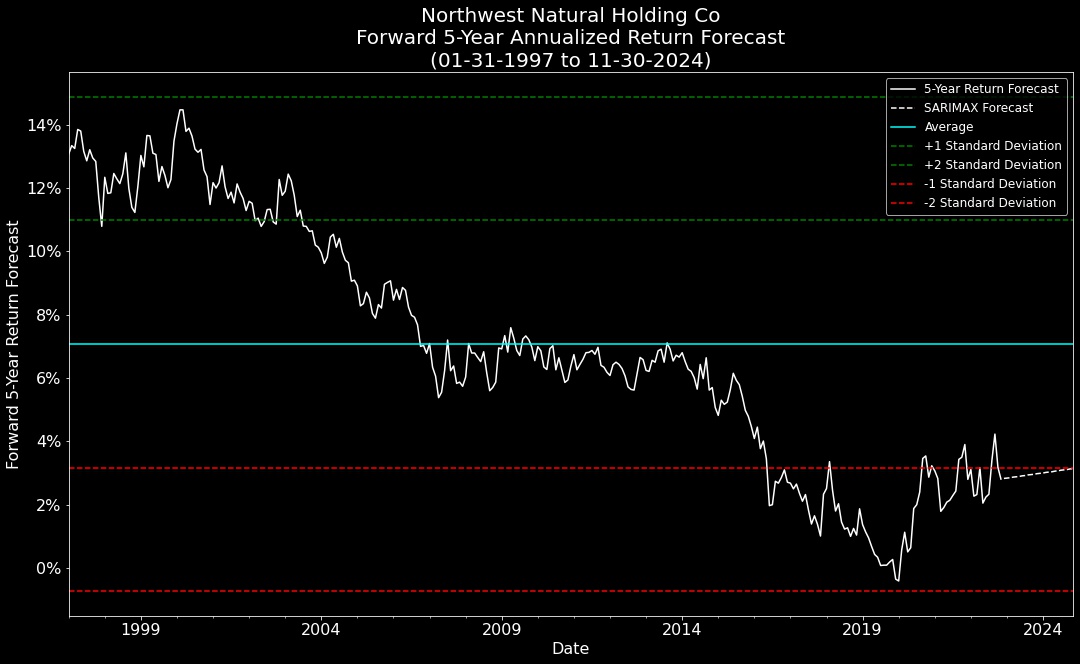 Northwest Natural Holding Co
Forward 5-Year Annualized Return Forecast
(01-31-1997 to 11-30-2024)
5-Year Return Forecast
SARIMAX Forecast
Average
+1 Standard Deviation
+2 Standard Deviation
-1 Standard Deviation
-2 Standard Deviation
Forward 5-Year Return Forecast
14%
12%
10%
8%
6%
4%
2%
0%
1999
2004
2009
2014
2019
2024
Date